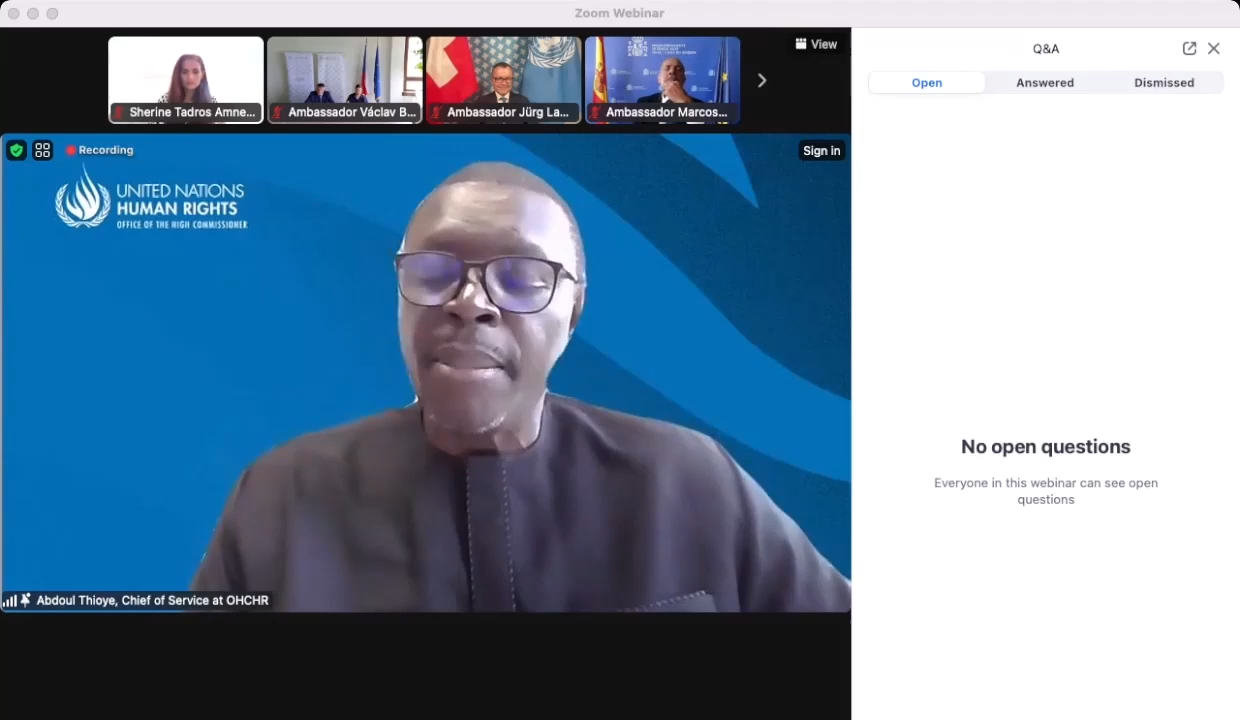 Zoom Webinar
View
Sherine Tadros Amne...
Ambassador Václav B...
Ambassador Jürg La...
Ambassador Marcos...
Recording
Sign in
UNITED NATIONS
HUMAN RIGHTS
OFFICE OF THE HIGH COMMISSIONER
Abdoul Thioye, Chief of Service at OHCHR
Q&A
Open
Answered
Dismissed
No open questions
Everyone in this webinar can see open
questions